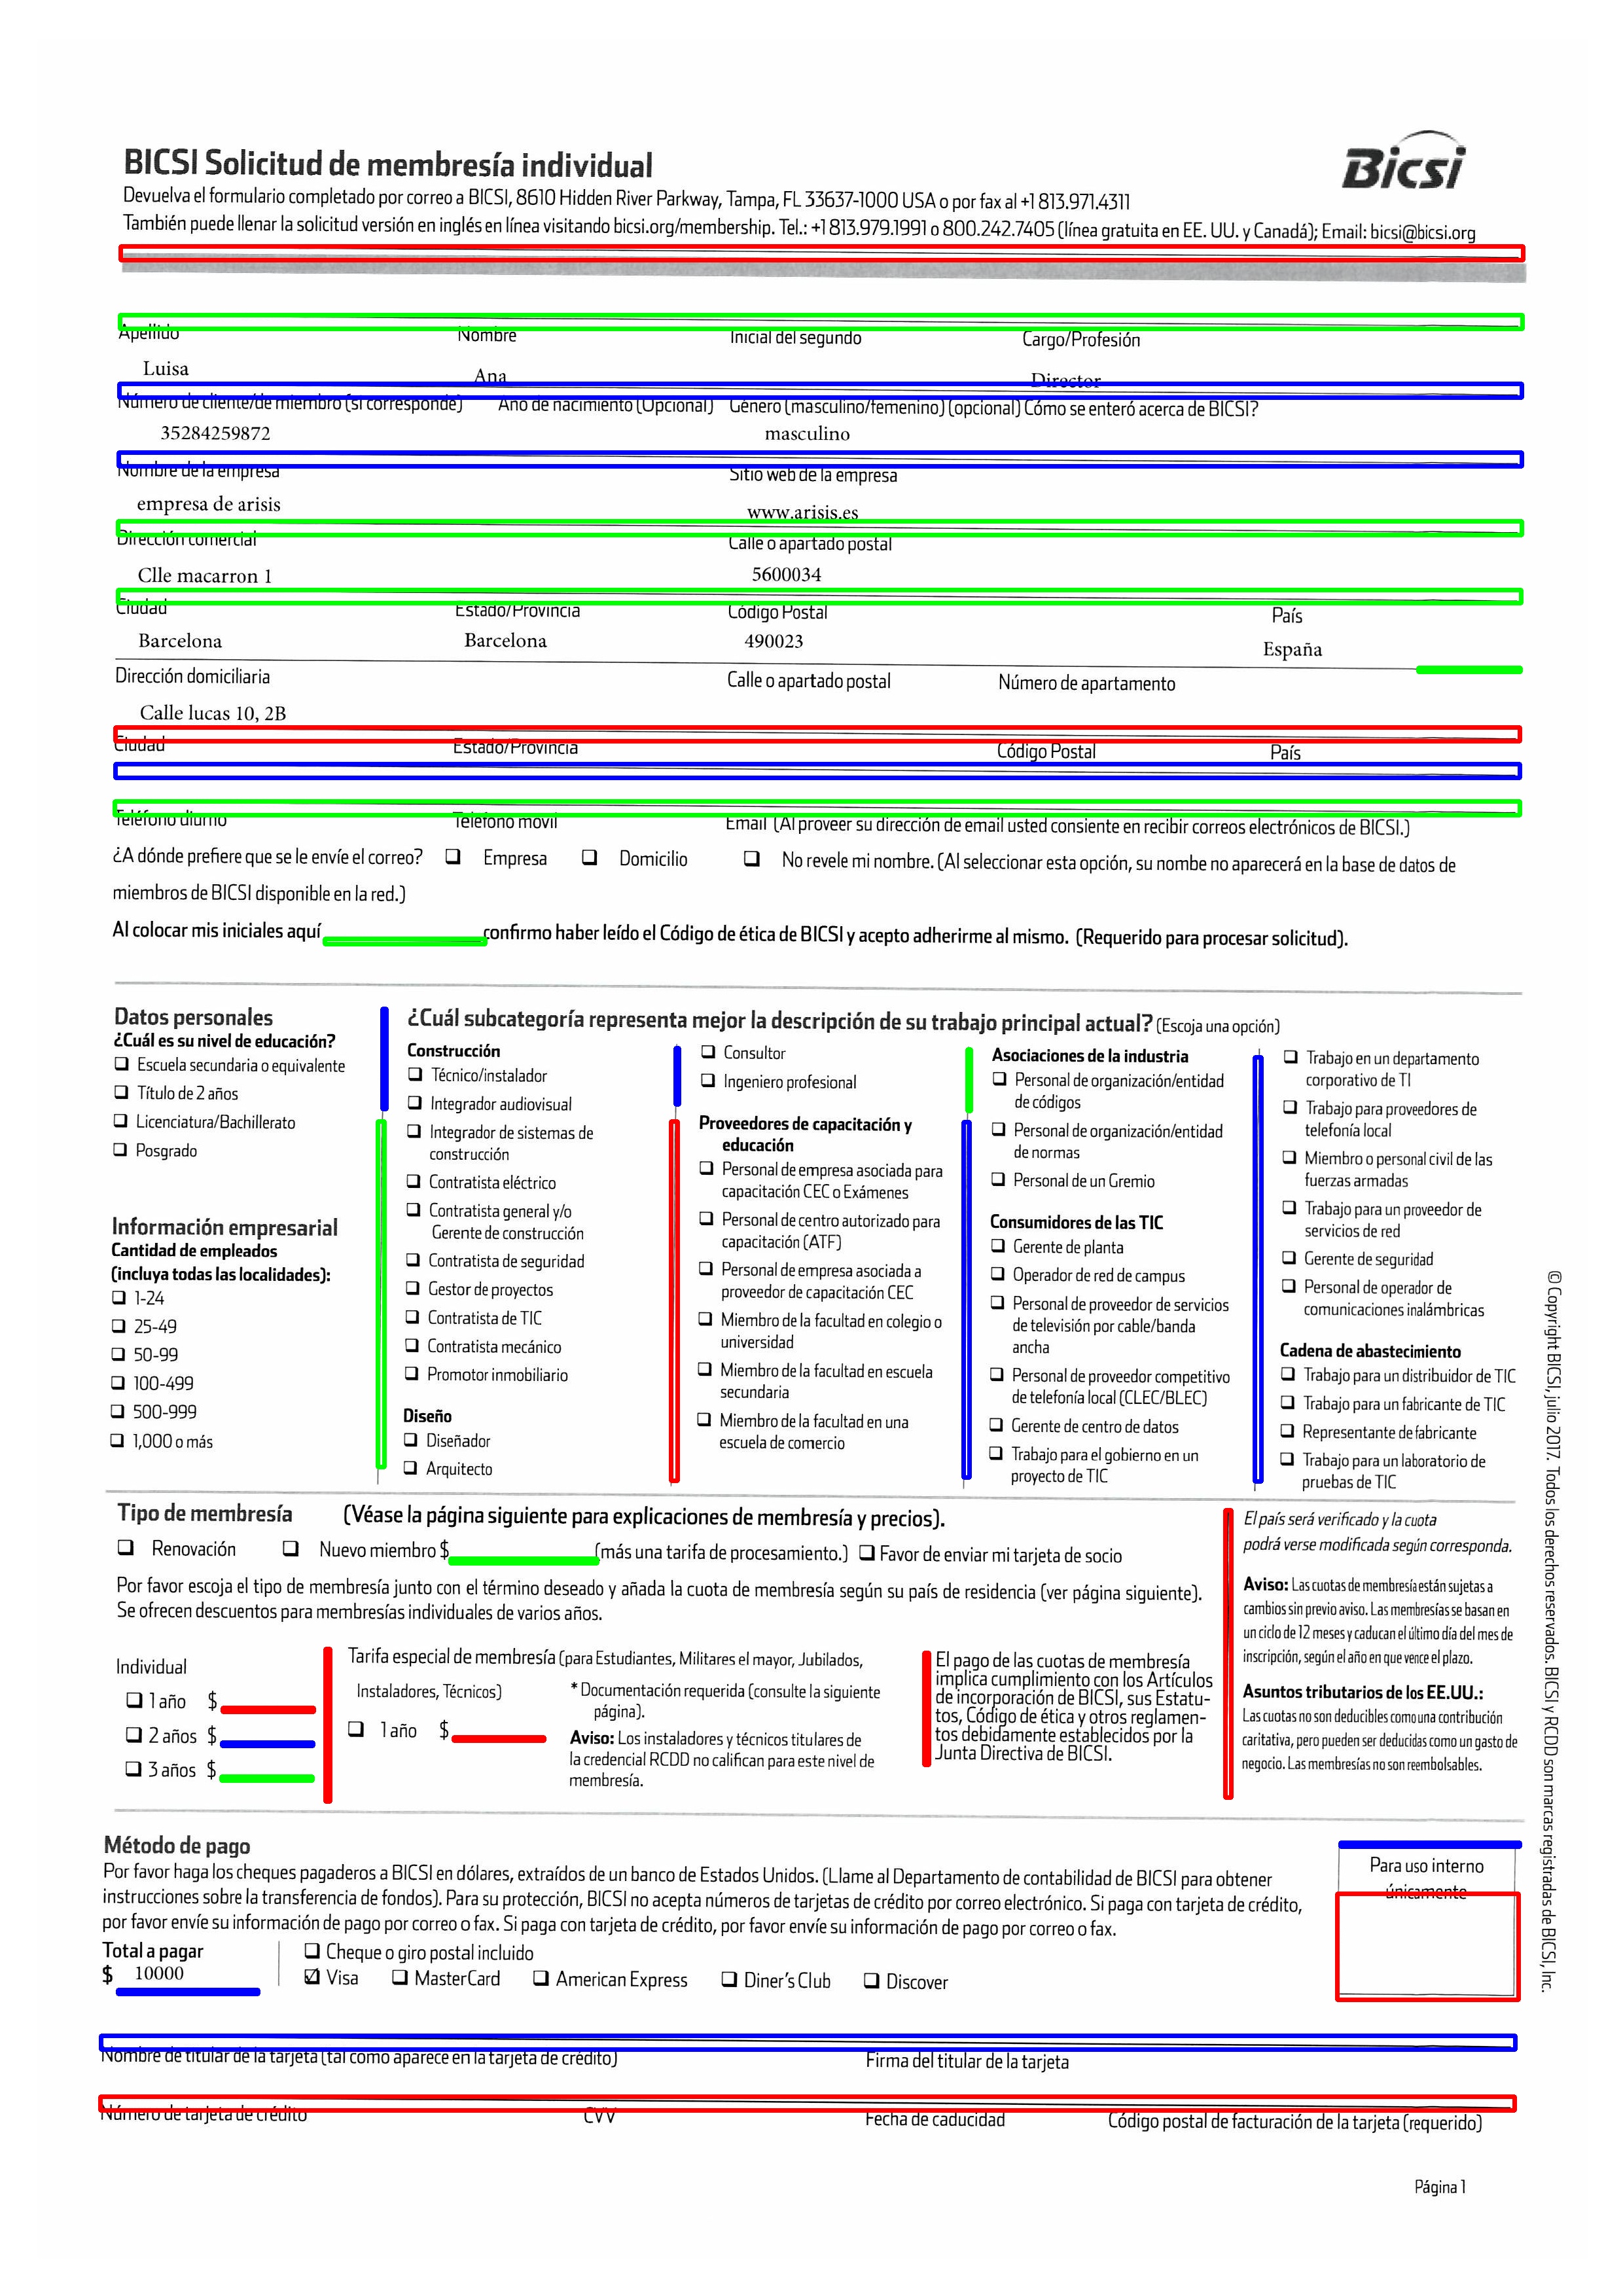 BICSI Solicitud de membresía individual
Bicsi
Devuelva el formulario completado por correo a BICSI, 8610 Hidden River Parkway, Tampa, FL 33637-1000 USA o por fax al +1 813.971.4311
También puede llenar la solicitud versión en inglés en línea visitando bicsi.org/membership. Tel.: +1 813.979.1991 o 800.242.7405 (línea gratuita en EE. UU. y Canadá); Email: bicsi@bicsi.org
Apellido Nombre Inicial del segundo Cargo/Profesión
Luisa Ana Director
Número de cliente/de miembro (si corresponde) Año de nacimiento (Opcional) Género (masculino/femenino) (opcional) Cómo se enteró acerca de BICSI?
35284259872 masculino
Nombre de la empresa Sitio web de la empresa
empresa de arisis www.arisis.es
Dirección comercial Calle o apartado postal
Clle macarron 1 5600034
Ciudad Estado/Provincia Código Postal País
Barcelona Barcelona 490023 España
Dirección domiciliaria Calle o apartado postal Número de apartamento
Calle lucas 10, 2B
Ciudad Estado/Provincia Código Postal País
Teléfono diurno Teléfono móvil Email (Al proveer su dirección de email usted consiente en recibir correos electrónicos de BICSI.)
¿A dónde prefiere que se le envíe el correo? Empresa Domicilio No revele mi nombre. (Al seleccionar esta opción, su nombe no aparecerá en la base de datos de
miembros de BICSI disponible en la red.)
Al colocar mis iniciales aquí confirmo haber leído el Código de ética de BICSI y acepto adherirme al mismo. (Requerido para procesar solicitud).
Datos personales
¿Cuál es su nivel de educación?
Escuela secundaria o equivalente
Título de 2 años
Licenciatura/Bachillerato
Posgrado
Información empresarial
Cantidad de empleados
(incluya todas las localidades):
1-24
25-49
50-99
100-499
500-999
1,000 o más
¿Cuál subcategoría representa mejor la descripción de su trabajo principal actual? (Escoja una opción)
Construcción
Técnico/instalador
Integrador audiovisual
Integrador de sistemas de
construcción
Contratista eléctrico
Contratista general y/o
Gerente de construcción
Contratista de seguridad
Gestor de proyectos
Contratista de TIC
Contratista mecánico
Promotor inmobiliario
Diseño
Diseñador
Arquitecto
Consultor
Ingeniero profesional
Proveedores de capacitación y
educación
Personal de empresa asociada para
capacitación CEC o Exámenes
Personal de centro autorizado para
capacitación (ATF)
Personal de empresa asociada a
proveedor de capacitación CEC
Miembro de la facultad en colegio o
universidad
Miembro de la facultad en escuela
secundaria
Miembro de la facultad en una
escuela de comercio
Asociaciones de la industria
Personal de organización/entidad
de códigos
Personal de organización/entidad
de normas
Personal de un Gremio
Consumidores de las TIC
Gerente de planta
Operador de red de campus
Personal de proveedor de servicios
de televisión por cable/banda
ancha
Personal de proveedor competitivo
de telefonía local (CLEC/BLEC)
Gerente de centro de datos
Trabajo para el gobierno en un
proyecto de TIC
Trabajo en un departamento
corporativo de TI
Trabajo para proveedores de
telefonía local
Miembro o personal civil de las
fuerzas armadas
Trabajo para un proveedor de
servicios de red
Gerente de seguridad
Personal de operador de
comunicaciones inalámbricas
Cadena de abastecimiento
Trabajo para un distribuidor de TIC
Trabajo para un fabricante de TIC
Representante de fabricante
Trabajo para un laboratorio de
pruebas de TIC
Tipo de membresía (Véase la página siguiente para explicaciones de membresía y precios).
Renovación Nuevo miembro $ (más una tarifa de procesamiento.) Favor de enviar mi tarjeta de socio
Por favor escoja el tipo de membresía junto con el término deseado y añada la cuota de membresía según su país de residencia (ver página siguiente).
Se ofrecen descuentos para membresías individuales de varios años.
Individual
1 año $
2 años $
3 años $
Tarifa especial de membresía (para Estudiantes, Militares el mayor, Jubilados,
Instaladores, Técnicos)
1 año $
* Documentación requerida (consulte la siguiente
página).
Aviso: Los instaladores y técnicos titulares de
la credencial RCDD no califican para este nivel de
membresía.
El pago de las cuotas de membresía
implica cumplimiento con los Artículos
de incorporación de BICSI, sus Estatu-
tos, Código de ética y otros reglamen-
tos debidamente establecidos por la
Junta Directiva de BICSI.
El país será verificado y la cuota
podrá verse modificada según corresponda.
Aviso: Las cuotas de membresía están sujetas a
cambios sin previo aviso. Las membresías se basan en
un ciclo de 12 meses y caducan el último día del mes de
inscripción, según el año en que vence el plazo.
Asuntos tributarios de los EE.UU.:
Las cuotas no son deducibles como una contribución
caritativa, pero pueden ser deducidas como un gasto de
negocio. Las membresías no son reembolsables.
Método de pago
Por favor haga los cheques pagaderos a BICSI en dólares, extraídos de un banco de Estados Unidos. (Llame al Departamento de contabilidad de BICSI para obtener
instrucciones sobre la transferencia de fondos). Para su protección, BICSI no acepta números de tarjetas de crédito por correo electrónico. Si paga con tarjeta de crédito,
por favor envíe su información de pago por correo o fax. Si paga con tarjeta de crédito, por favor envíe su información de pago por correo o fax.
Para uso interno
únicamente
Total a pagar
$ 10000
Cheque o giro postal incluido
Visa MasterCard American Express Diner's Club Discover
Nombre de titular de la tarjeta (tal como aparece en la tarjeta de crédito) Firma del titular de la tarjeta
Número de tarjeta de crédito CVV Fecha de caducidad Código postal de facturación de la tarjeta (requerido)
© Copyright BICSI, julio 2017. Todos los derechos reservados. BICSI y RCDD son marcas registradas de BICSI, Inc.
Página 1